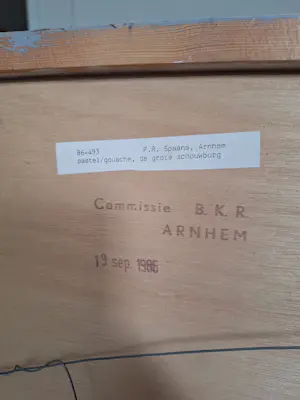 86-493 P.R. Spaans, Arnhem
pastel/gouache, de grote schouwburg
Commissie B.K.R.
ARNHEM
19 sep. 1986